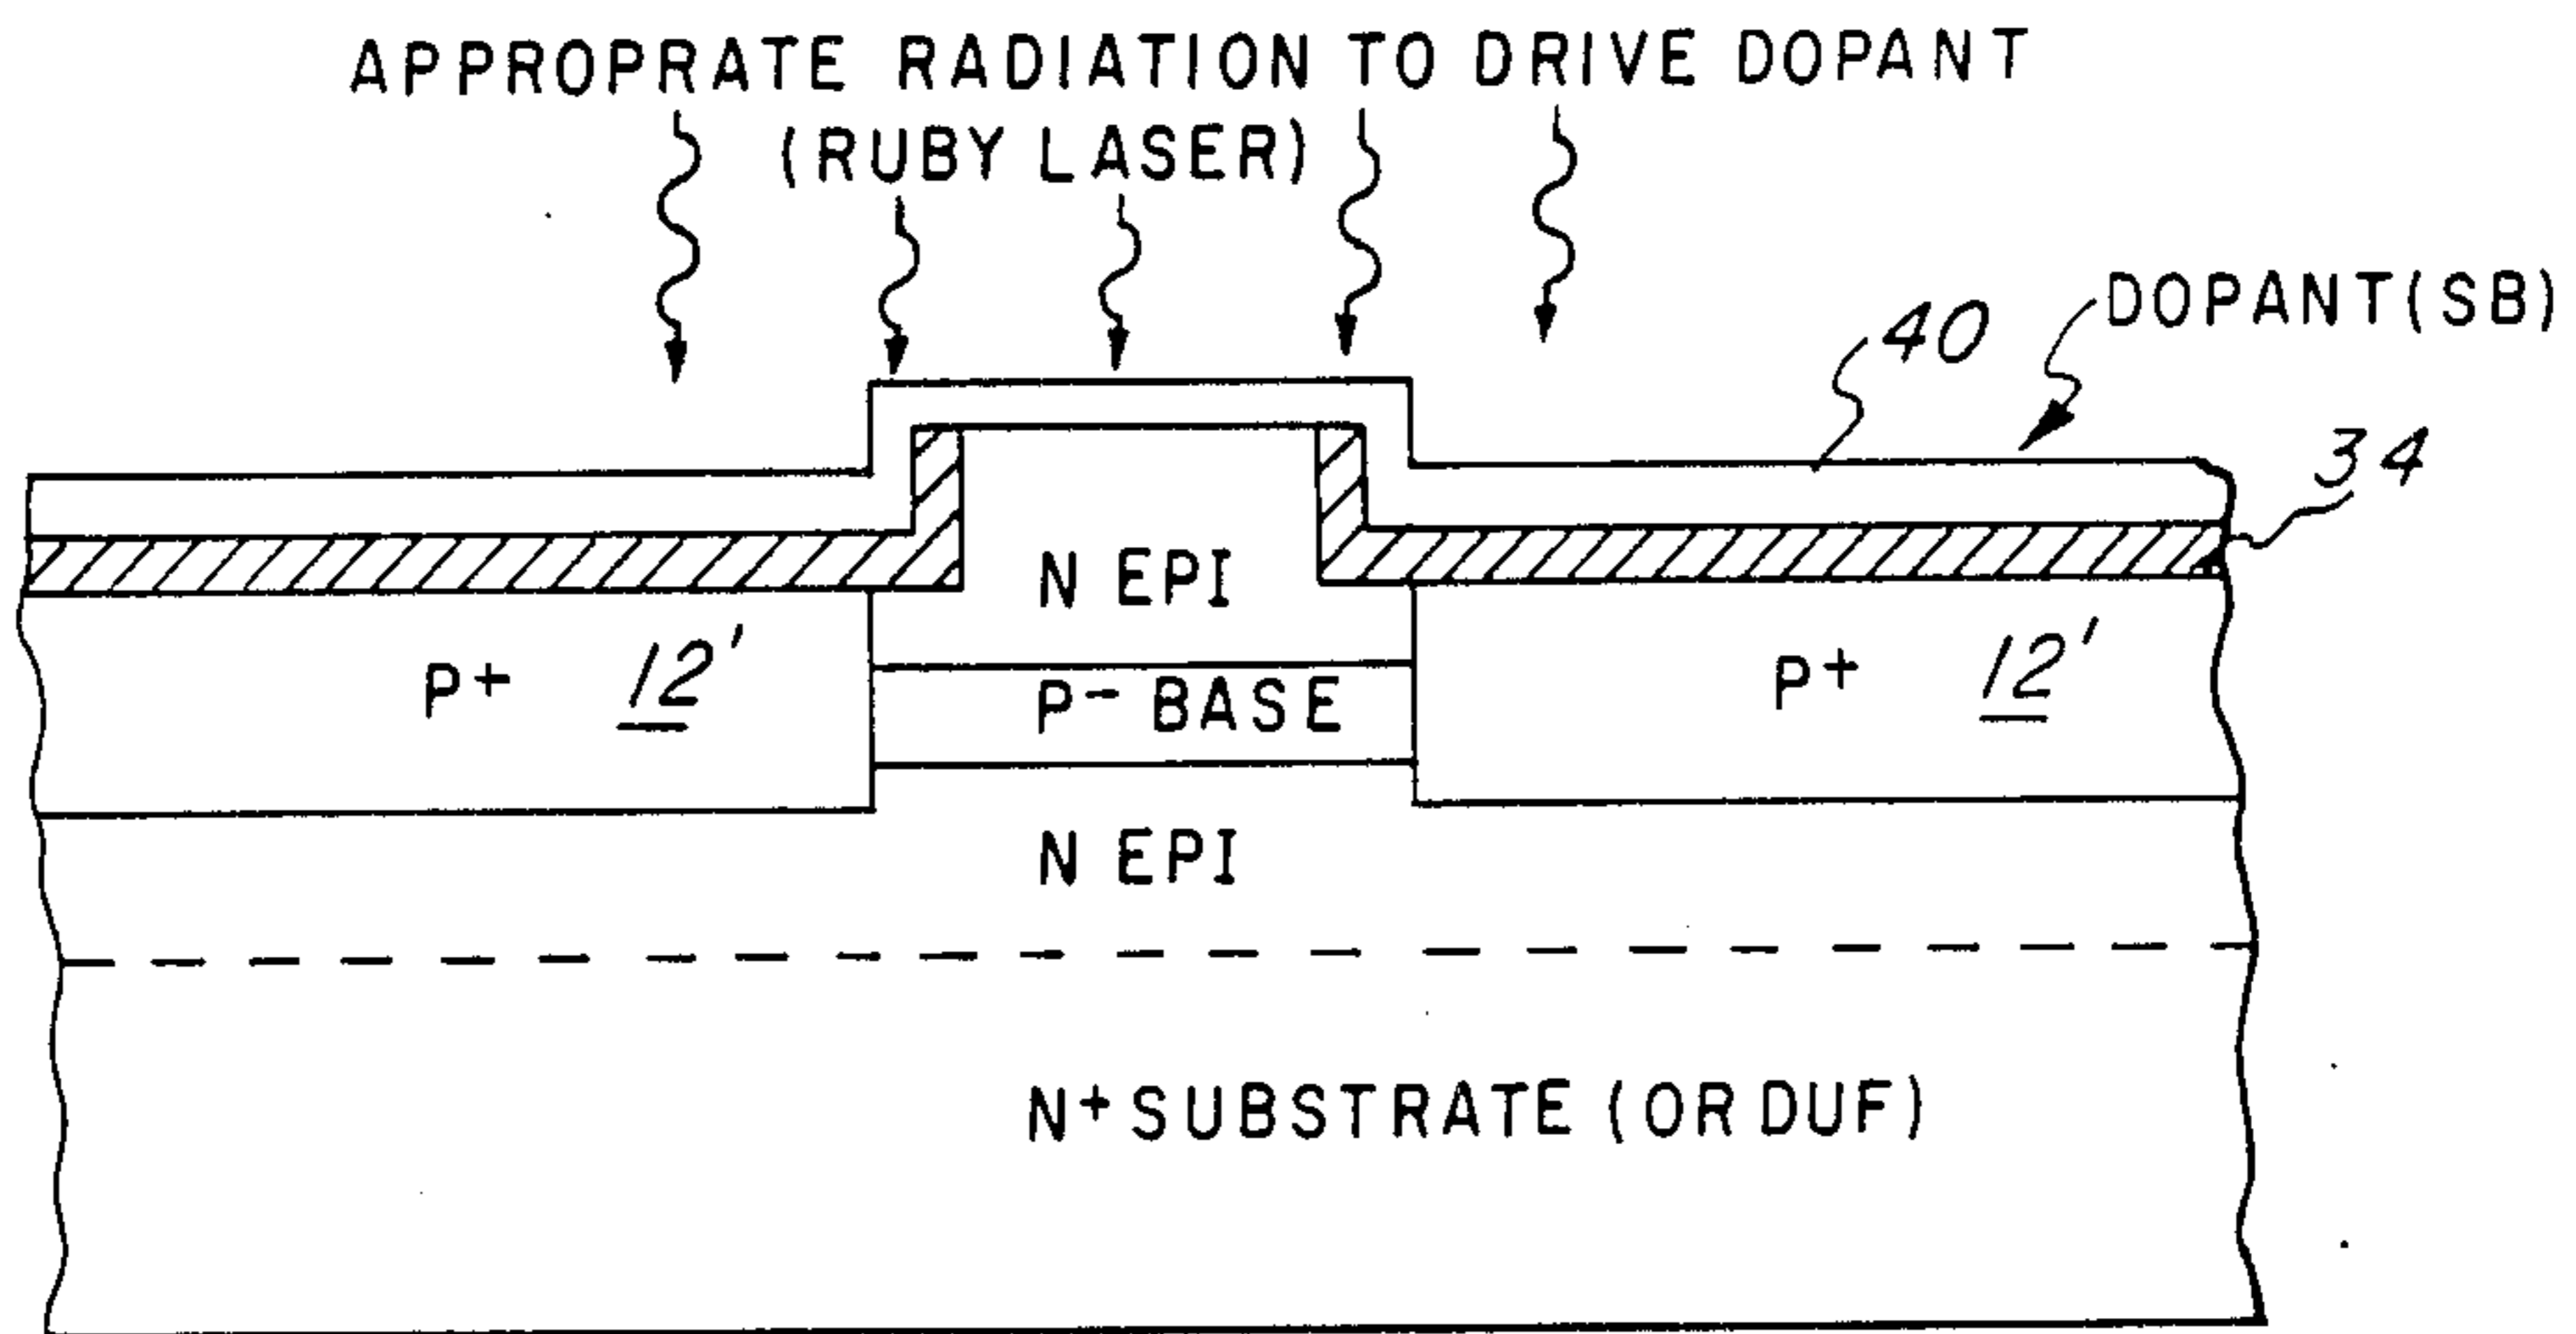 APPROPRATE RADIATION TO DRIVE DOPANT
(RUBY LASER)
DOPANT(SB)
40
34
N EPI
P+ 12'
P- BASE
P+ 12'
N EPI
N+ SUBSTRATE (OR DUF)